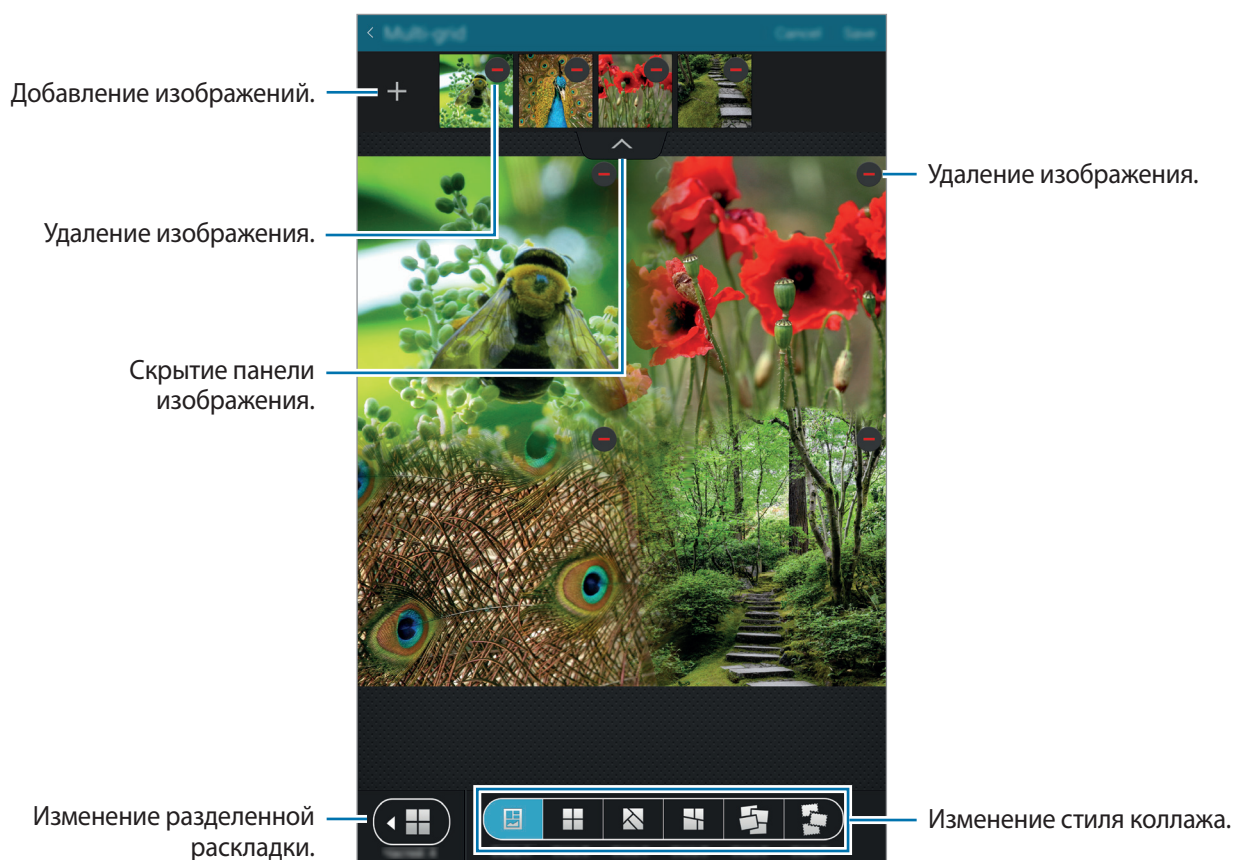 Multi-grid
Cancel Save
Добавление изображений.
Удаление изображения.
Удаление изображения.
Скрытие панели
изображения.
Изменение разделенной
раскладки.
Изменение стиля коллажа.